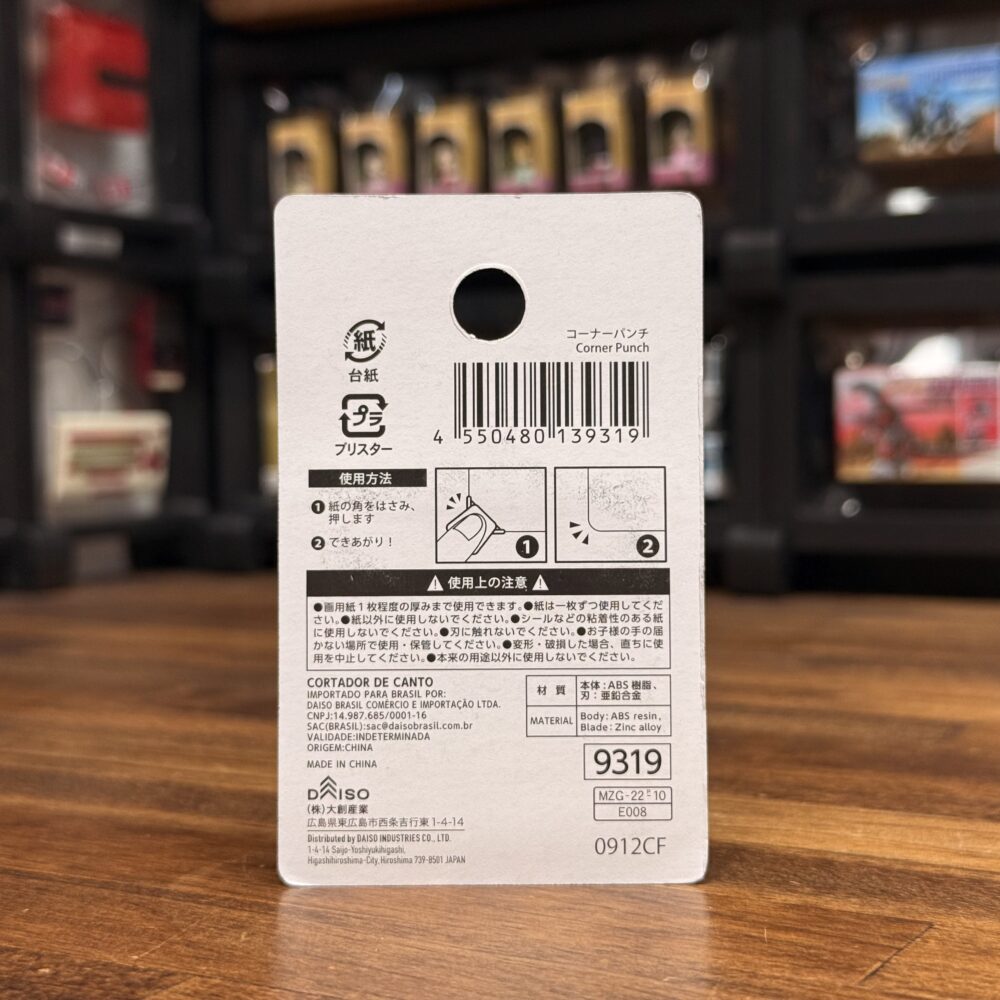 コーナーパンチ
Corner Punch
紙
台紙
プラ
ブリスター
4 550480 139319
使用方法
❶紙の角をはさみ、
押します
❷できあがり！
1
2
使用上の注意
●画用紙1枚程度の厚みまで使用できます。●紙は一枚ずつ使用してくだ
さい。●紙以外に使用しないでください。●シールなどの粘着性のある紙
に使用しないでください。●刃に触れないでください。●お子様の手の届
かない場所で使用・保管してください。●変形・破損した場合、直ちに使
用を中止してください。●本来の用途以外に使用しないでください。
CORTADOR DE CANTO
IMPORTADO PARA BRASIL POR:
DAISO BRASIL COMÉRCIO E IMPORTAÇÃO LTDA.
CNPJ:14.987.685/0001-16
SAC(BRASIL):sac@daisobrasil.com.br
VALIDADE:INDETERMINADA
ORIGEM:CHINA
MADE IN CHINA
材質
本体:ABS樹脂、
刃:亜鉛合金
MATERIAL
Body: ABS resin,
Blade: Zinc alloy
9319
MZG-22 P-10
E008
0912CF
DAISO
(株)大創産業
広島県東広島市西条吉行東1-4-14
Distributed by DAISO INDUSTRIES CO., LTD.
1-4-14 Saijo-Yoshiyukihigashi,
Higashihiroshima-City, Hiroshima 739-8501 JAPAN